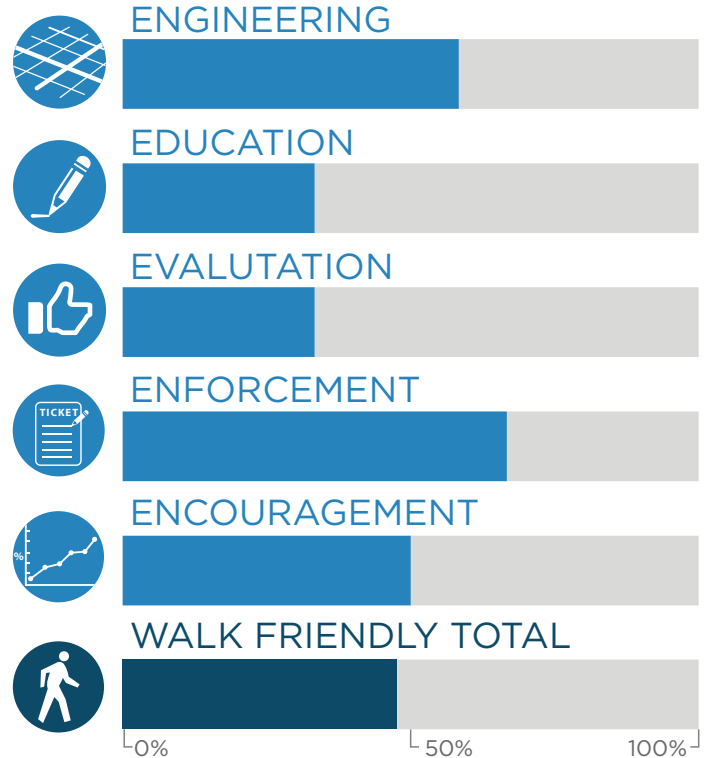 ENGINEERING
EDUCATION
EVALUTATION
ENFORCEMENT
TICKET
ENCOURAGEMENT
%
WALK FRIENDLY TOTAL
0% 50% 100%